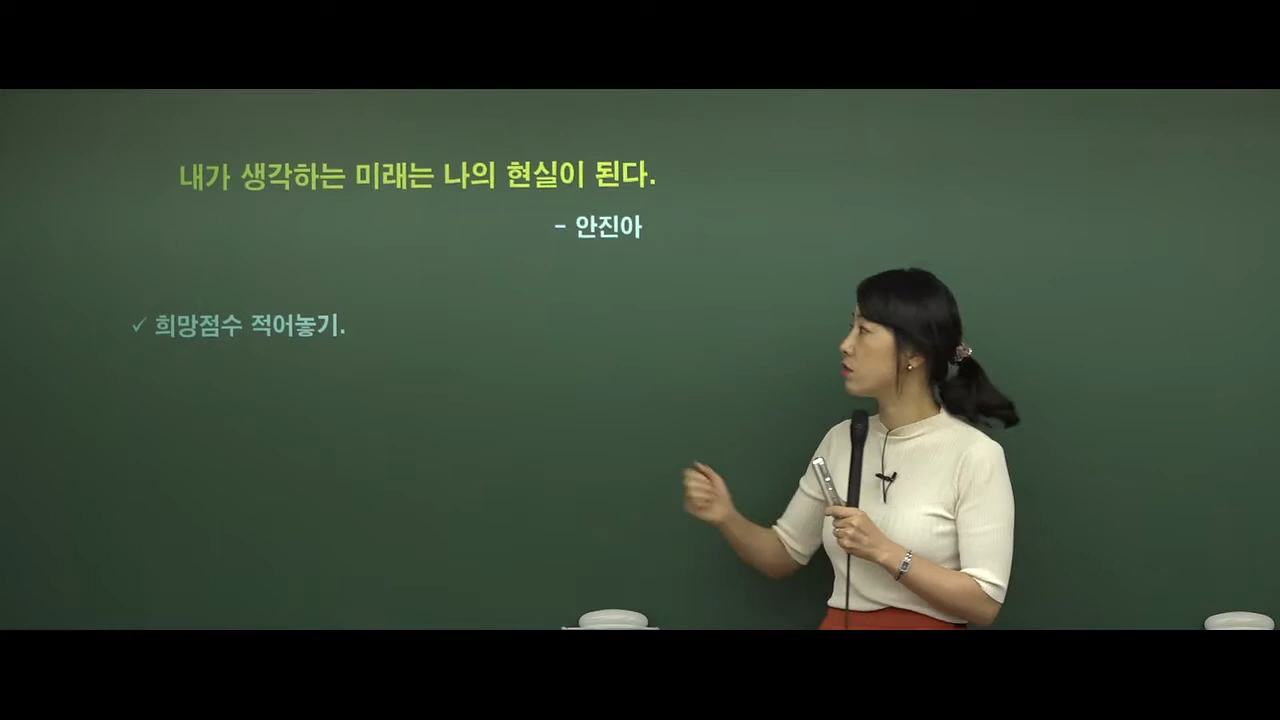 내가 생각하는 미래는 나의 현실이 된다.
- 안진아
✓ 희망점수 적어놓기.